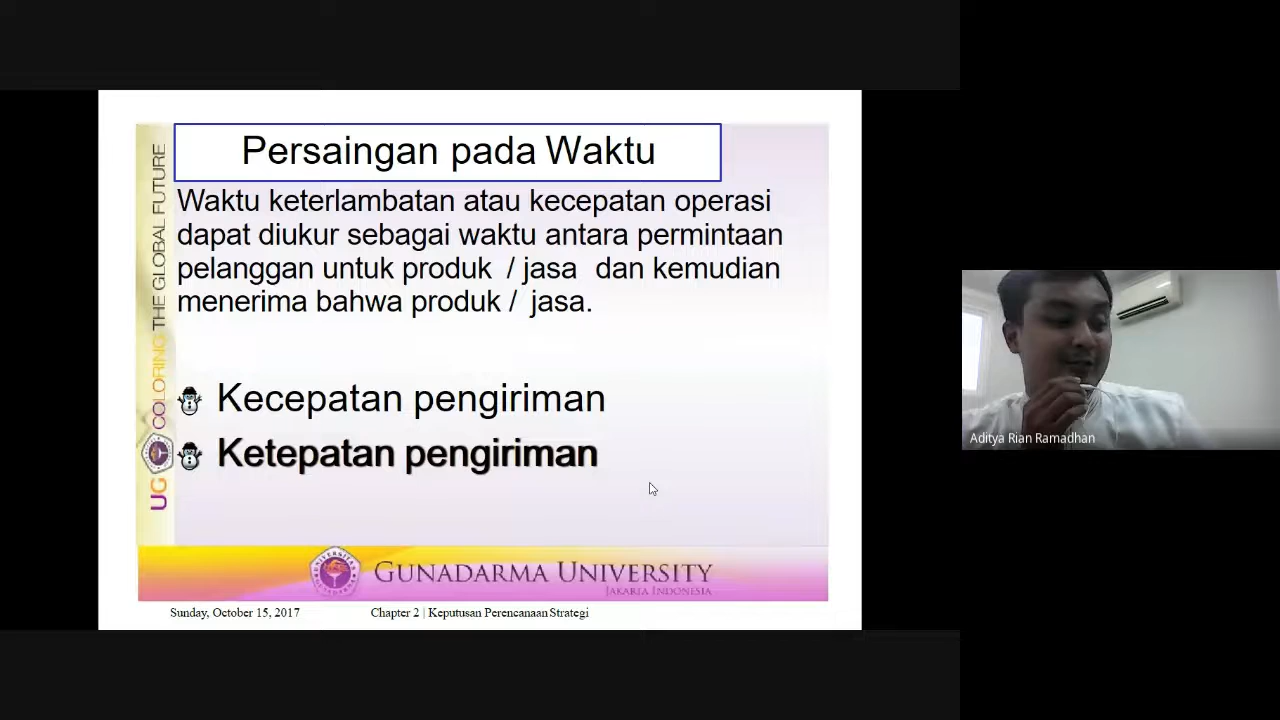 Persaingan pada Waktu
Waktu keterlambatan atau kecepatan operasi
dapat diukur sebagai waktu antara permintaan
pelanggan untuk produk / jasa dan kemudian
menerima bahwa produk / jasa.
Kecepatan pengiriman
Ketepatan pengiriman
UG COLORING THE GLOBAL FUTURE
GUNADARMA UNIVERSITY
JAKARTA INDONESIA
Sunday, October 15, 2017
Chapter 2 | Keputusan Perencanaan Strategi
Aditya Rian Ramadhan